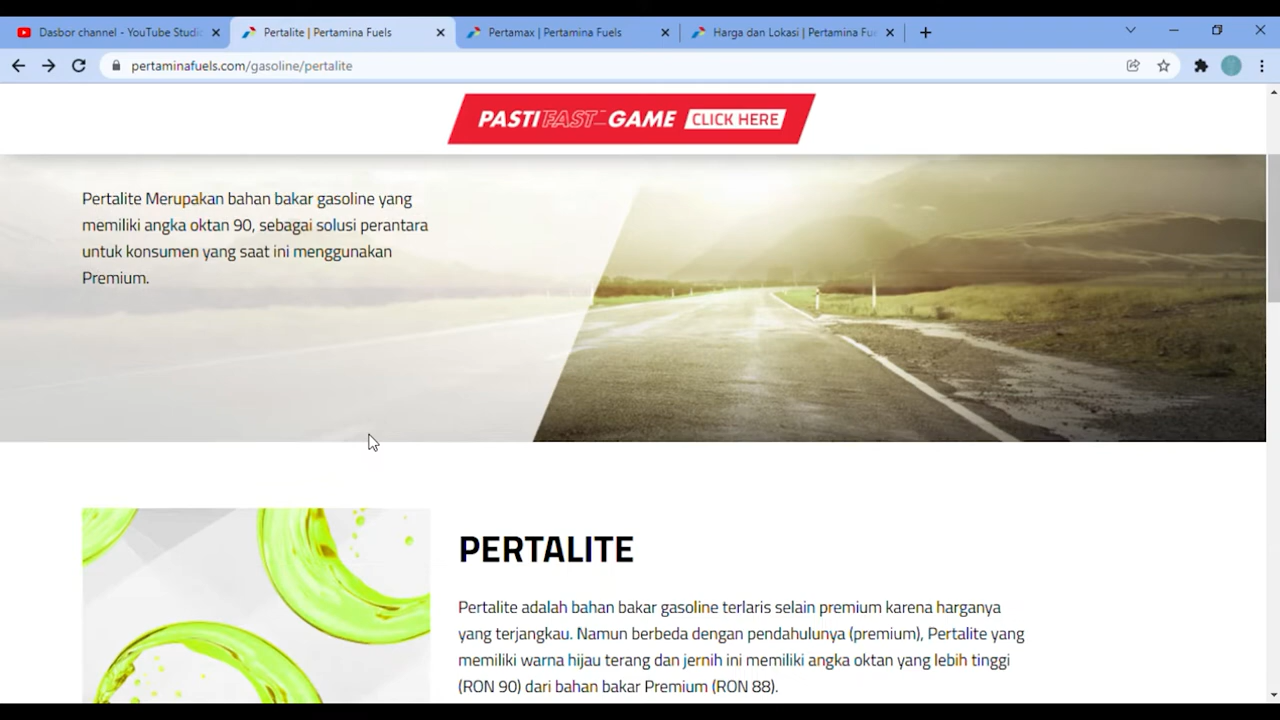 Dasbor channel - YouTube Studio
Pertalite | Pertamina Fuels
Pertamax | Pertamina Fuels
Harga dan Lokasi | Pertamina Fue
pertaminafuels.com/gasoline/pertalite
PASTI FAST GAME CLICK HERE
Pertalite Merupakan bahan bakar gasoline yang
memiliki angka oktan 90, sebagai solusi perantara
untuk konsumen yang saat ini menggunakan
Premium.
PERTALITE
Pertalite adalah bahan bakar gasoline terlaris selain premium karena harganya
yang terjangkau. Namun berbeda dengan pendahulunya (premium), Pertalite yang
memiliki warna hijau terang dan jernih ini memiliki angka oktan yang lebih tinggi
(RON 90) dari bahan bakar Premium (RON 88).